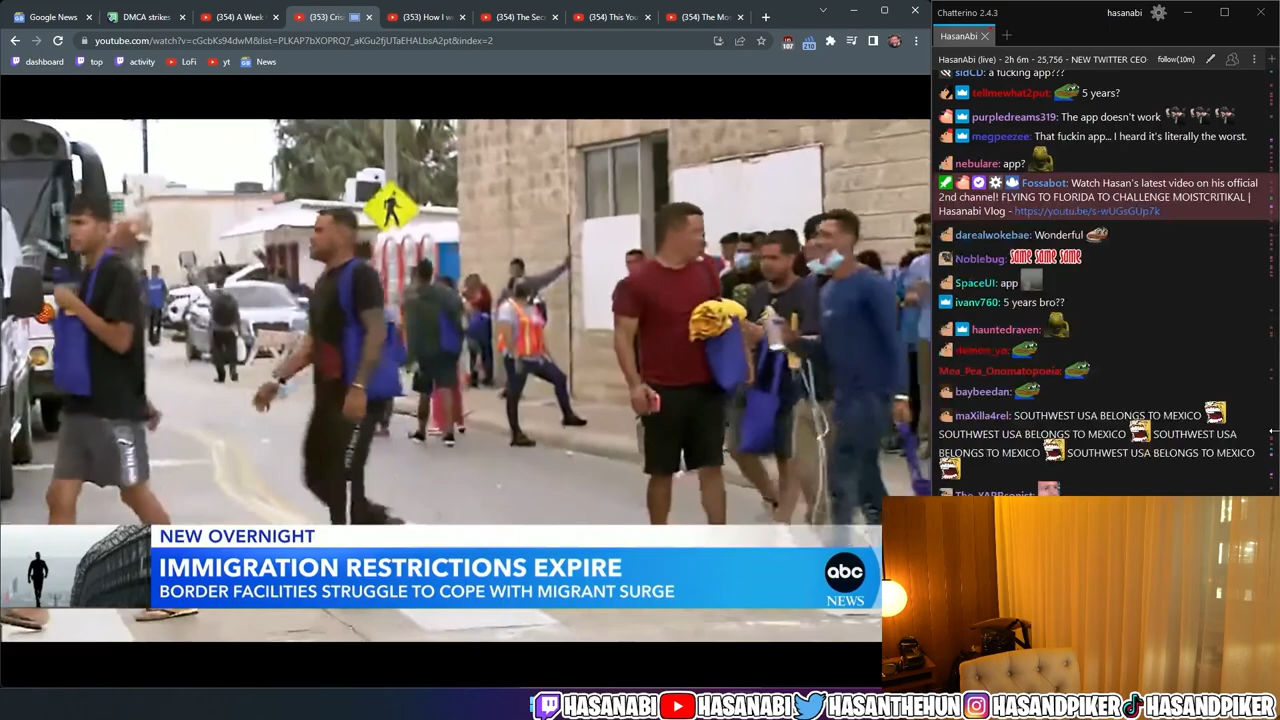 Google News
DMCA strikes
(354) A Week
(353) Crisi
(353) How I w
(354) The Sec
(354) This You
(354) The Mo
youtube.com/watch?v=cGcbKs94dwM&list=PLKAP7bXOPRQ7_aKGu2fjUTaEHALbsA2pt&index=2
107
210
dashboard
top
activity
LoFi
yt
News
NEW OVERNIGHT
IMMIGRATION RESTRICTIONS EXPIRE
BORDER FACILITIES STRUGGLE TO COPE WITH MIGRANT SURGE
abc
NEWS
Chatterino 2.4.3
hasanabi
HasanAbi
HasanAbi (live) - 2h 6m - 25,756 - NEW TWITTER CEO
follow(10m)
sidCD: a fucking app???
tellmewhat2put: 5 years?
purpledreams319: The app doesn't work
megpeezee: That fuckin app... I heard it's literally the worst.
nebulare: app?
Fossabot: Watch Hasan's latest video on his official
2nd channel! FLYING TO FLORIDA TO CHALLENGE MOISTCRITIKAL |
Hasanabi Vlog - https://youtu.be/s-wUGsGUp7k
darealwokebae: Wonderful
Noblebug: SAME SAME SAME
SpaceUI: app
ivanv760: 5 years bro??
hauntedraven:
demon_yo:
Mea_Pea_Onomatopoeia:
baybeedan:
maXilla4rel: SOUTHWEST USA BELONGS TO MEXICO
SOUTHWEST USA BELONGS TO MEXICO SOUTHWEST USA
BELONGS TO MEXICO SOUTHWEST USA BELONGS TO MEXICO
HASANABI HASANABI HASANTHEHUN HASANDPIKER HASANDPIKER